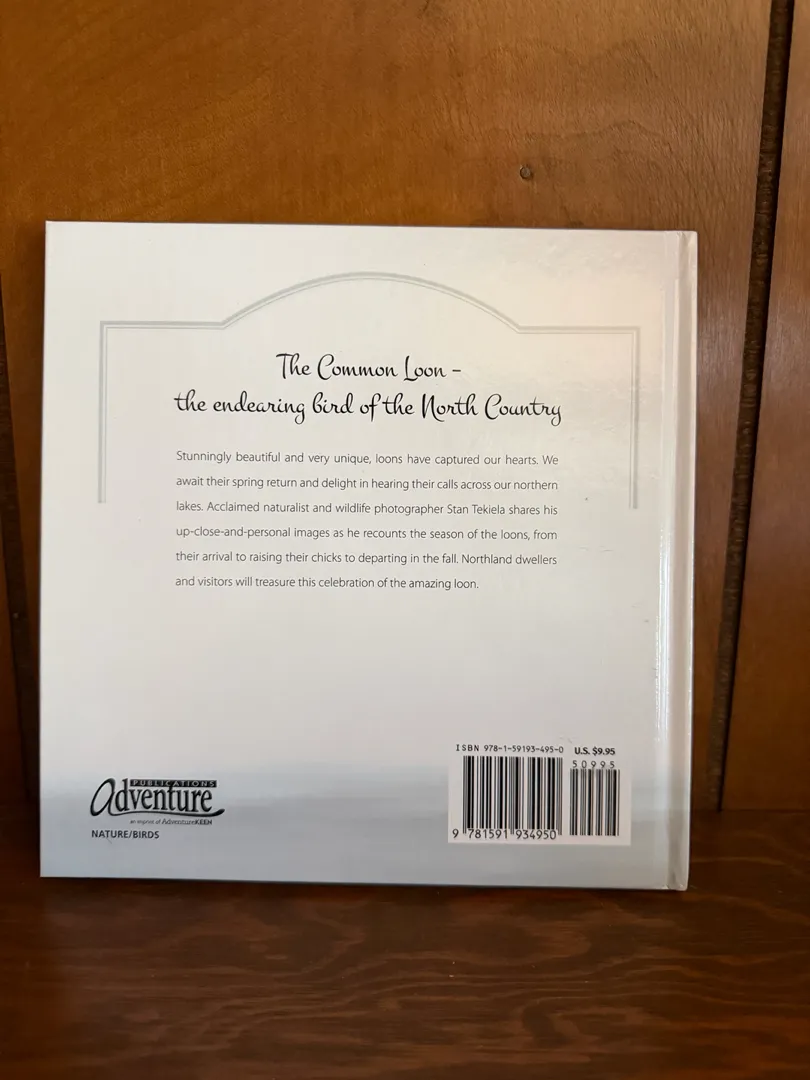 The Common Loon –
the endearing bird of the North Country
Stunningly beautiful and very unique, loons have captured our hearts. We
await their spring return and delight in hearing their calls across our northern
lakes. Acclaimed naturalist and wildlife photographer Stan Tekiela shares his
up-close-and-personal images as he recounts the season of the loons, from
their arrival to raising their chicks to departing in the fall. Northland dwellers
and visitors will treasure this celebration of the amazing loon.
ISBN 978-1-59193-495-0 U.S. $9.95
50995
9 781591 934950
PUBLICATIONS
Adventure
an imprint of AdventureKEEN
NATURE/BIRDS